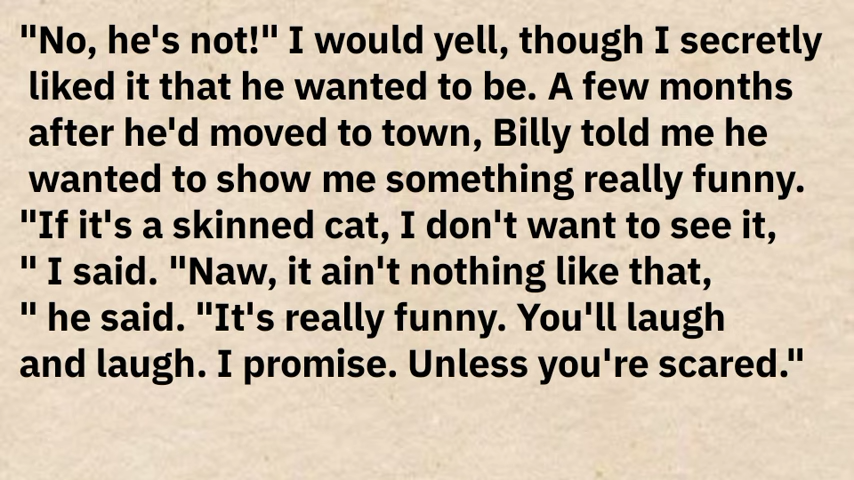 "No, he's not!" I would yell, though I secretly
liked it that he wanted to be. A few months
after he'd moved to town, Billy told me he
wanted to show me something really funny.
"If it's a skinned cat, I don't want to see it,
" I said. "Naw, it ain't nothing like that,
" he said. "It's really funny. You'll laugh
and laugh. I promise. Unless you're scared."